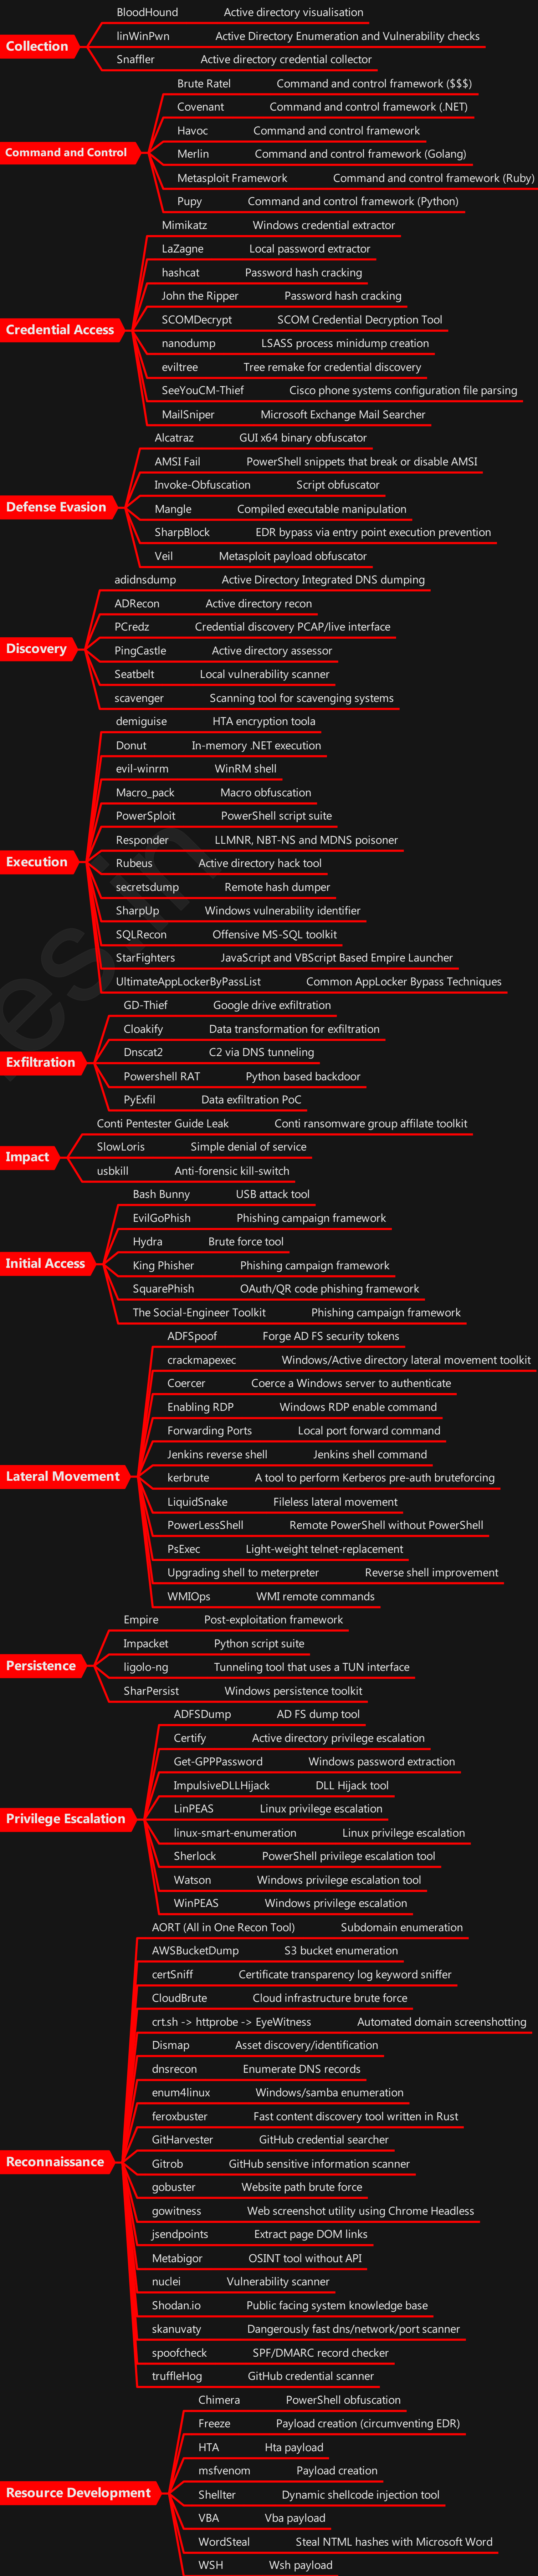 BloodHound Active directory visualisation
linWinPwn Active Directory Enumeration and Vulnerability checks
Collection
Snaffler Active directory credential collector
Brute Ratel Command and control framework ($$$)
Covenant Command and control framework (.NET)
Havoc Command and control framework
Command and Control
Merlin Command and control framework (Golang)
Metasploit Framework Command and control framework (Ruby)
Pupy Command and control framework (Python)
Mimikatz Windows credential extractor
LaZagne Local password extractor
hashcat Password hash cracking
John the Ripper Password hash cracking
SCOMDecrypt SCOM Credential Decryption Tool
Credential Access
nanodump LSASS process minidump creation
eviltree Tree remake for credential discovery
SeeYouCM-Thief Cisco phone systems configuration file parsing
MailSniper Microsoft Exchange Mail Searcher
Alcatraz GUI x64 binary obfuscator
AMSI Fail PowerShell snippets that break or disable AMSI
Invoke-Obfuscation Script obfuscator
Defense Evasion
Mangle Compiled executable manipulation
SharpBlock EDR bypass via entry point execution prevention
Veil Metasploit payload obfuscator
adidnsdump Active Directory Integrated DNS dumping
ADRecon Active directory recon
PCredz Credential discovery PCAP/live interface
Discovery
PingCastle Active directory assessor
Seatbelt Local vulnerability scanner
scavenger Scanning tool for scavenging systems
demiguise HTA encryption toola
Donut In-memory .NET execution
evil-winrm WinRM shell
Macro_pack Macro obfuscation
PowerSploit PowerShell script suite
Responder LLMNR, NBT-NS and MDNS poisoner
Execution
Rubeus Active directory hack tool
secretsdump Remote hash dumper
SharpUp Windows vulnerability identifier
SQLRecon Offensive MS-SQL toolkit
StarFighters JavaScript and VBScript Based Empire Launcher
UltimateAppLockerByPassList Common AppLocker Bypass Techniques
GD-Thief Google drive exfiltration
Cloakify Data transformation for exfiltration
Dnscat2 C2 via DNS tunneling
Exfiltration
Powershell RAT Python based backdoor
PyExfil Data exfiltration PoC
Conti Pentester Guide Leak Conti ransomware group affilate toolkit
SlowLoris Simple denial of service
Impact
usbkill Anti-forensic kill-switch
Bash Bunny USB attack tool
EvilGoPhish Phishing campaign framework
Hydra Brute force tool
Initial Access
King Phisher Phishing campaign framework
SquarePhish OAuth/QR code phishing framework
The Social-Engineer Toolkit Phishing campaign framework
ADFSpoof Forge AD FS security tokens
crackmapexec Windows/Active directory lateral movement toolkit
Coercer Coerce a Windows server to authenticate
Enabling RDP Windows RDP enable command
Forwarding Ports Local port forward command
Jenkins reverse shell Jenkins shell command
Lateral Movement
kerbrute A tool to perform Kerberos pre-auth bruteforcing
LiquidSnake Fileless lateral movement
PowerLessShell Remote PowerShell without PowerShell
PsExec Light-weight telnet-replacement
Upgrading shell to meterpreter Reverse shell improvement
WMIOps WMI remote commands
Empire Post-exploitation framework
Impacket Python script suite
Persistence
ligolo-ng Tunneling tool that uses a TUN interface
SharPersist Windows persistence toolkit
ADFSDump AD FS dump tool
Certify Active directory privilege escalation
Get-GPPPassword Windows password extraction
ImpulsiveDLLHijack DLL Hijack tool
LinPEAS Linux privilege escalation
Privilege Escalation
linux-smart-enumeration Linux privilege escalation
Sherlock PowerShell privilege escalation tool
Watson Windows privilege escalation tool
WinPEAS Windows privilege escalation
AORT (All in One Recon Tool) Subdomain enumeration
AWSBucketDump S3 bucket enumeration
certSniff Certificate transparency log keyword sniffer
CloudBrute Cloud infrastructure brute force
crt.sh -> httprobe -> EyeWitness Automated domain screenshotting
Dismap Asset discovery/identification
dnsrecon Enumerate DNS records
enum4linux Windows/samba enumeration
feroxbuster Fast content discovery tool written in Rust
GitHarvester GitHub credential searcher
Reconnaissance
Gitrob GitHub sensitive information scanner
gobuster Website path brute force
gowitness Web screenshot utility using Chrome Headless
jsendpoints Extract page DOM links
Metabigor OSINT tool without API
nuclei Vulnerability scanner
Shodan.io Public facing system knowledge base
skanuvaty Dangerously fast dns/network/port scanner
spoofcheck SPF/DMARC record checker
truffleHog GitHub credential scanner
Chimera PowerShell obfuscation
Freeze Payload creation (circumventing EDR)
HTA Hta payload
msfvenom Payload creation
Resource Development
Shellter Dynamic shellcode injection tool
VBA Vba payload
WordSteal Steal NTML hashes with Microsoft Word
WSH Wsh payload